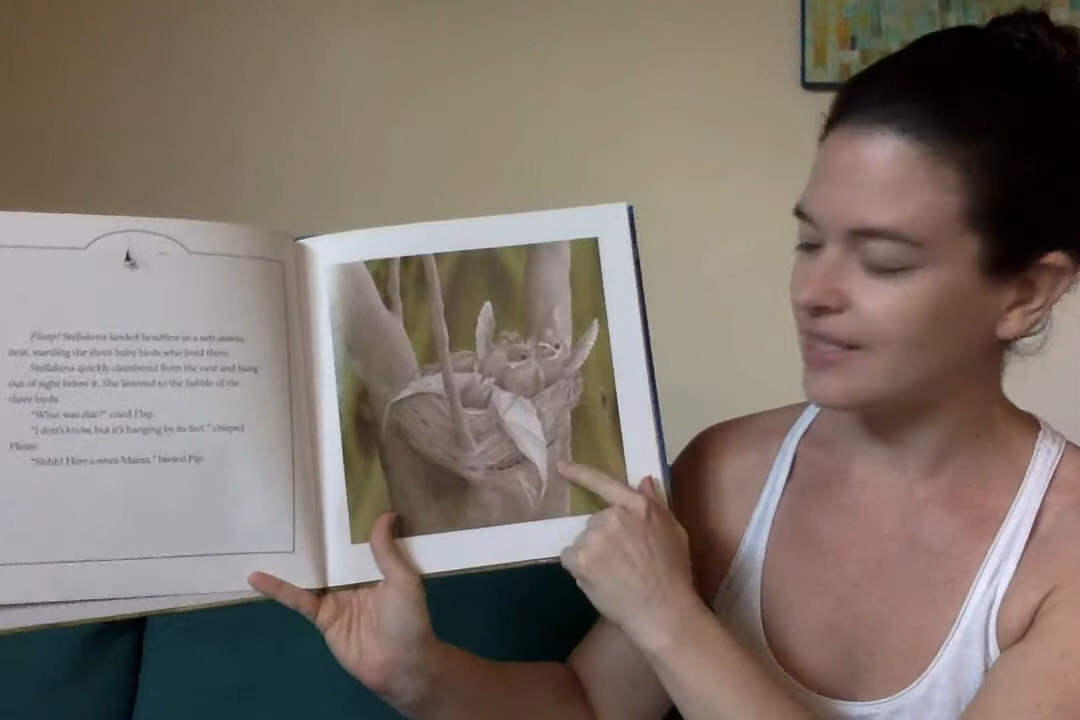 Flump! Stellaluna landed headfirst in a soft downy
nest, startling the three baby birds who lived there.
Stellaluna quickly clambered from the nest and hung
out of sight below it. She listened to the babble of the
three birds.
"What was that?" cried Flap.
"I don't know, but it's hanging by its feet," chirped
Flitter.
"Shhh! Here comes Mama," hissed Pip.